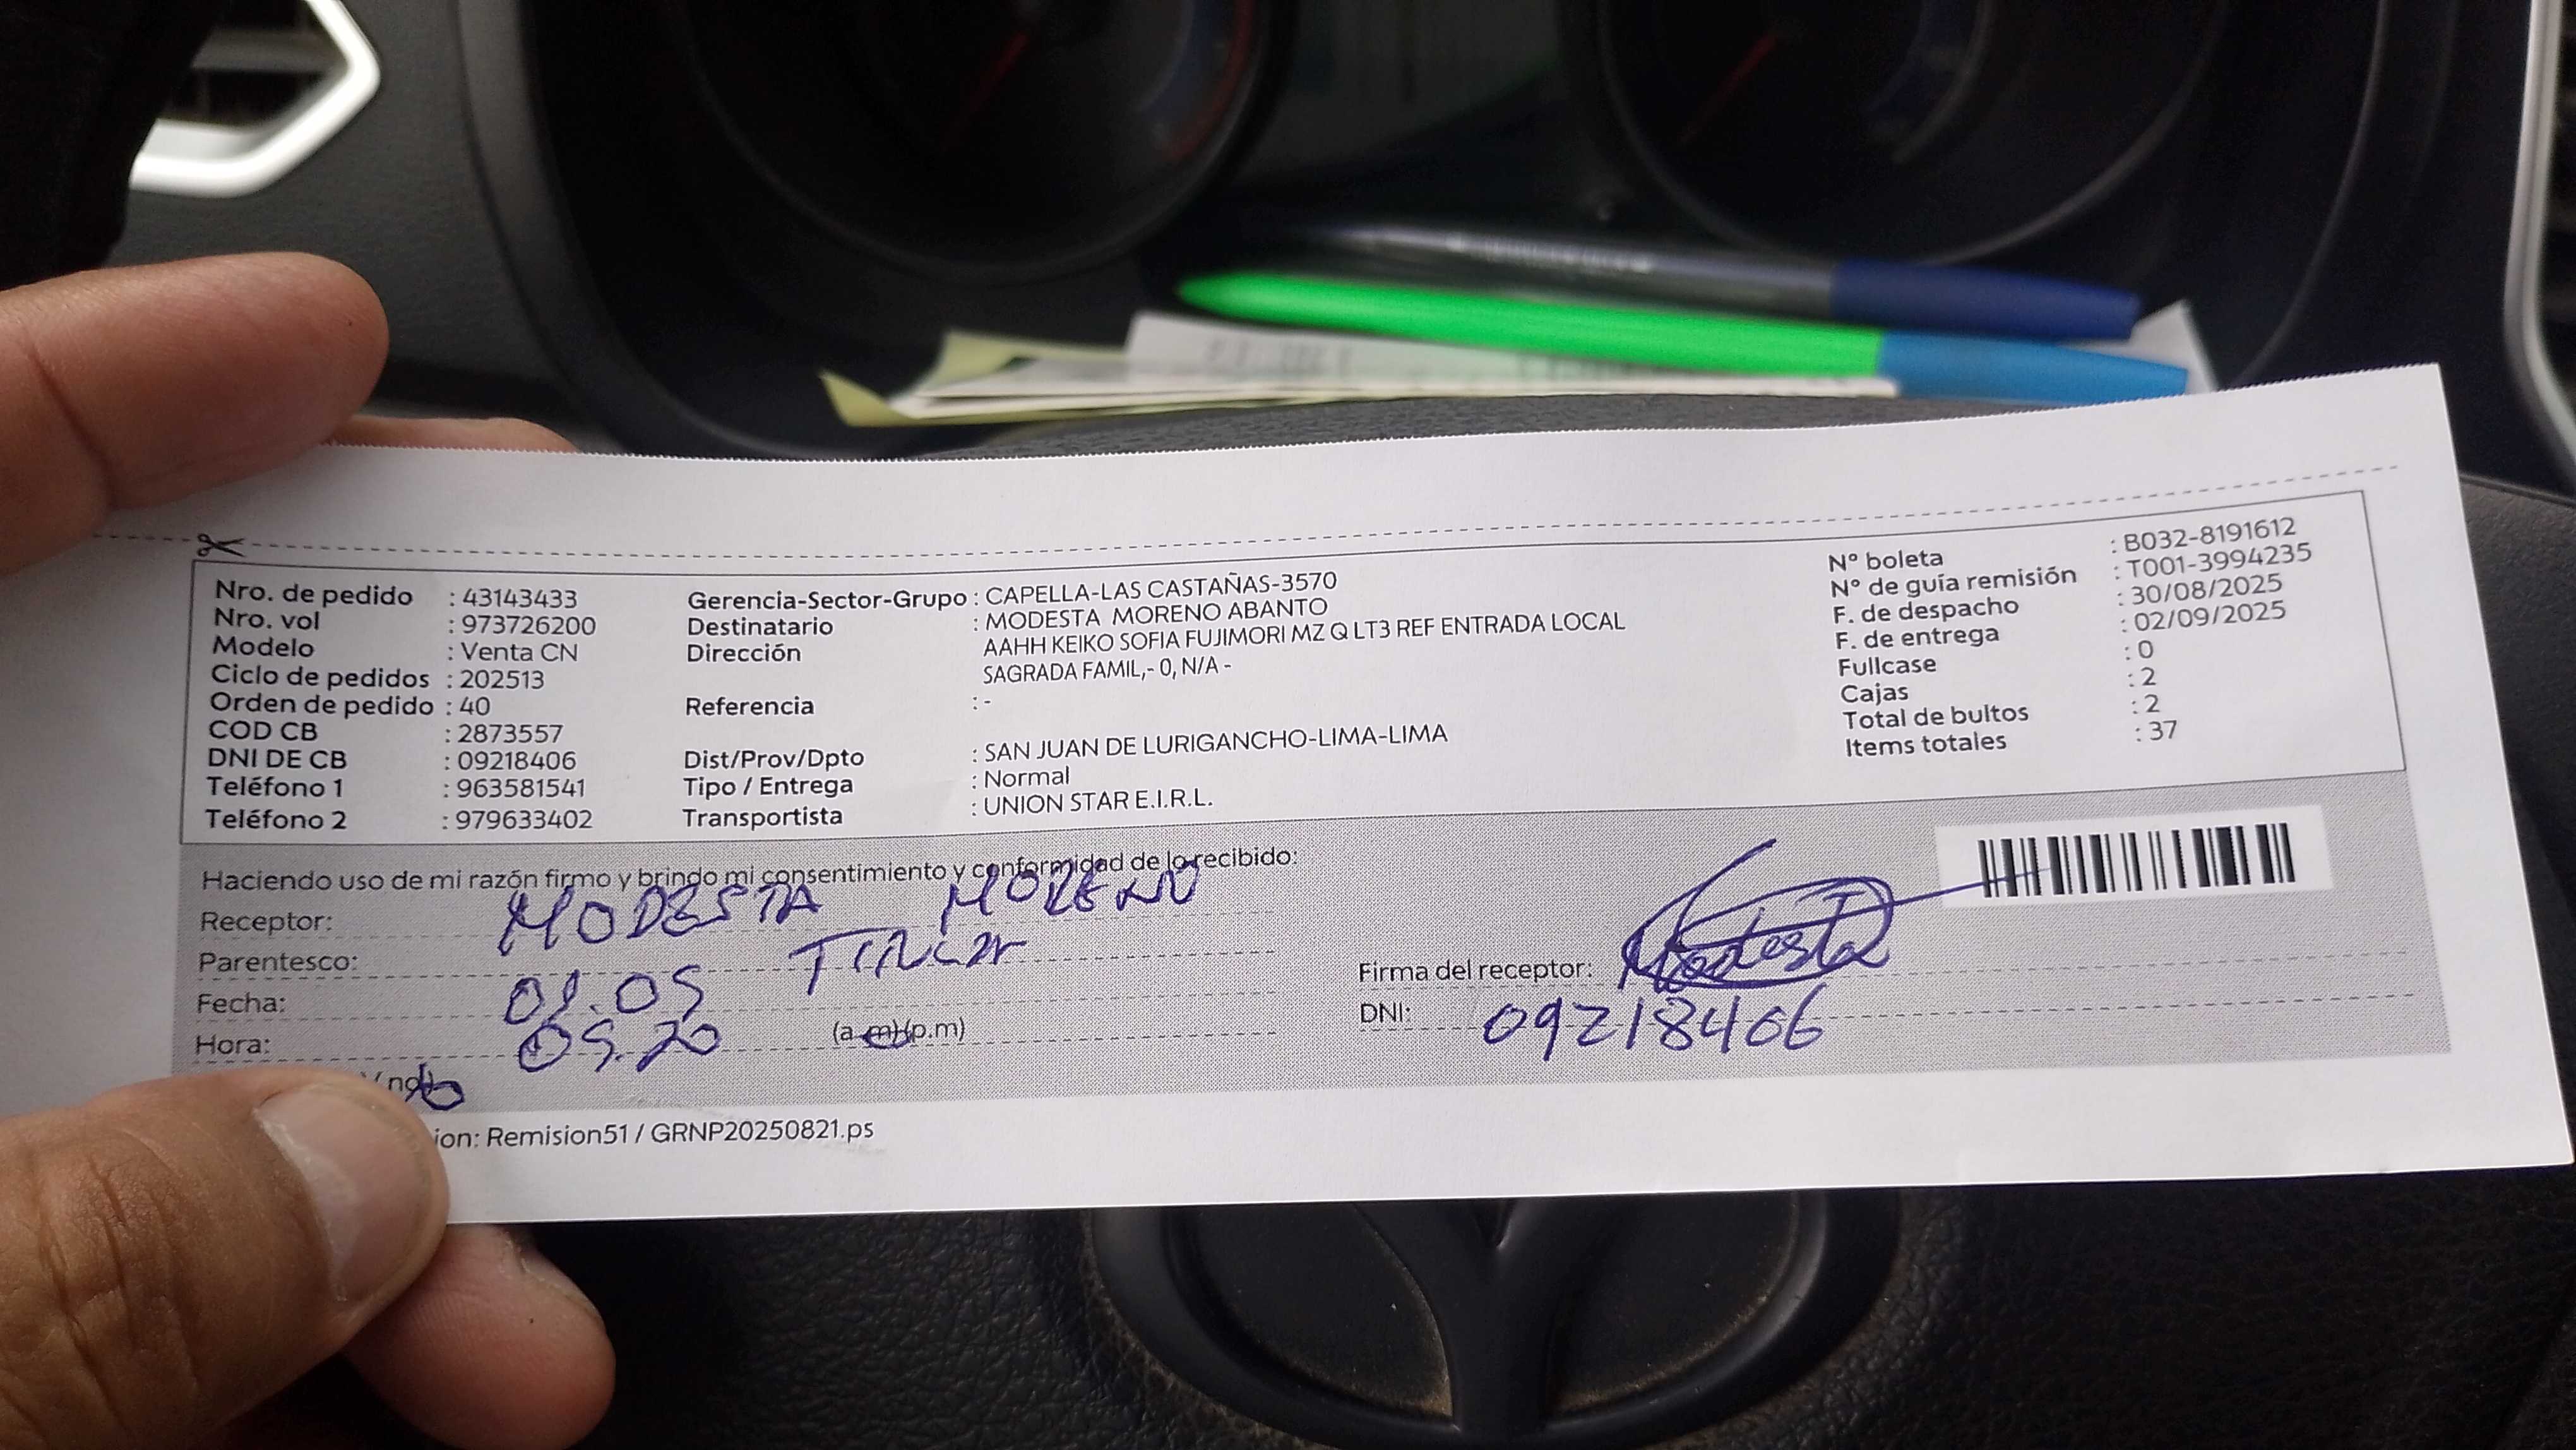 Nro. de pedido : 43143433
Nro. vol : 973726200
Modelo : Venta CN
Ciclo de pedidos : 202513
Orden de pedido : 40
COD CB : 2873557
DNI DE CB : 09218406
Teléfono 1 : 963581541
Teléfono 2 : 979633402
Gerencia-Sector-Grupo : CAPELLA-LAS CASTAÑAS-3570
Destinatario : MODESTA MORENO ABANTO
Dirección AAHH KEIKO SOFIA FUJIMORI MZ Q LT3 REF ENTRADA LOCAL
SAGRADA FAMIL,- 0, N/A -
Referencia : -
Dist/Prov/Dpto : SAN JUAN DE LURIGANCHO-LIMA-LIMA
Tipo / Entrega : Normal
Transportista : UNION STAR E.I.R.L.
N° boleta : B032-8191612
N° de guía remisión : T001-3994235
F. de despacho : 30/08/2025
F. de entrega : 02/09/2025
Fullcase : 0
Cajas : 2
Total de bultos : 2
Items totales : 37
Haciendo uso de mi razón firmo y brindo mi consentimiento y conformidad de lo recibido:
Receptor: MODESTA MORENO
Parentesco:
Fecha:
Hora: 05.20 (a.m)(p.m)
Firma del receptor: Modesta
DNI: 09218406
ion: Remision51 / GRNP20250821.ps